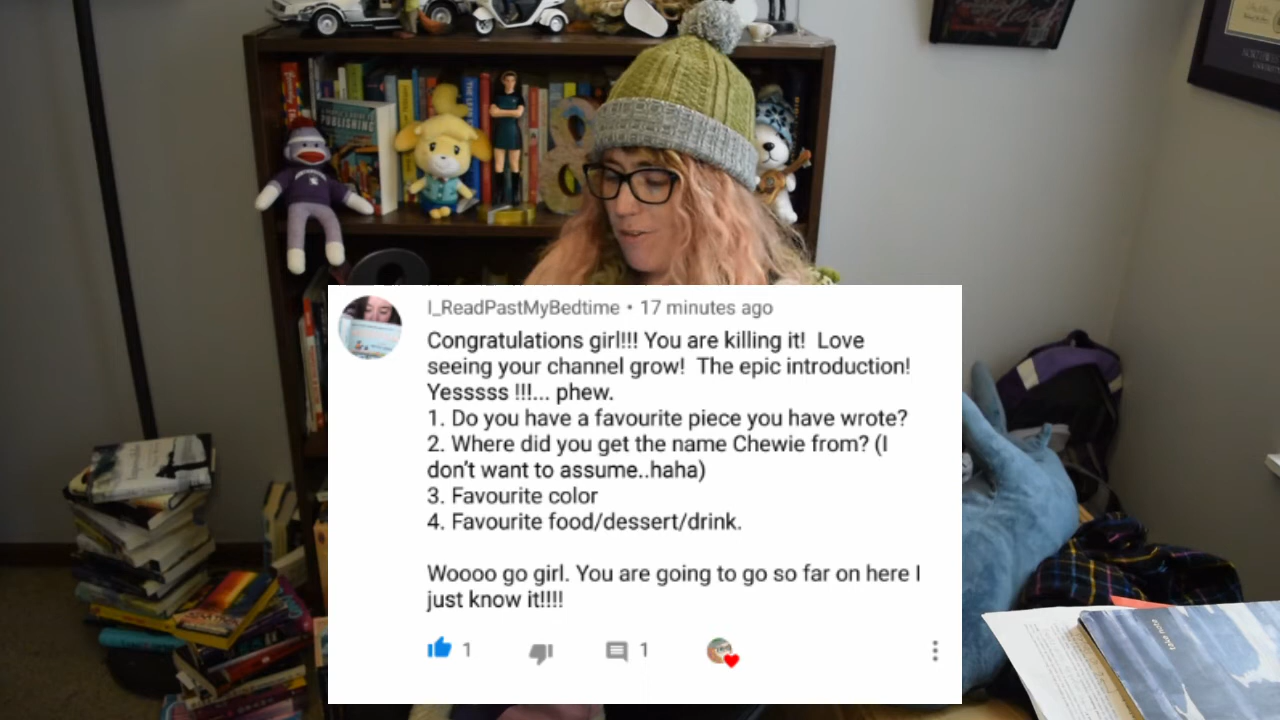 PUBLISHING
I_ReadPastMyBedtime • 17 minutes ago
Congratulations girl!!! You are killing it!  Love
seeing your channel grow!  The epic introduction!
Yesssss !!!... phew.
1. Do you have a favourite piece you have wrote?
2. Where did you get the name Chewie from? (I
don't want to assume..haha)
3. Favourite color
4. Favourite food/dessert/drink.
Woooo go girl. You are going to go so far on here I
just know it!!!!
1
1
take note